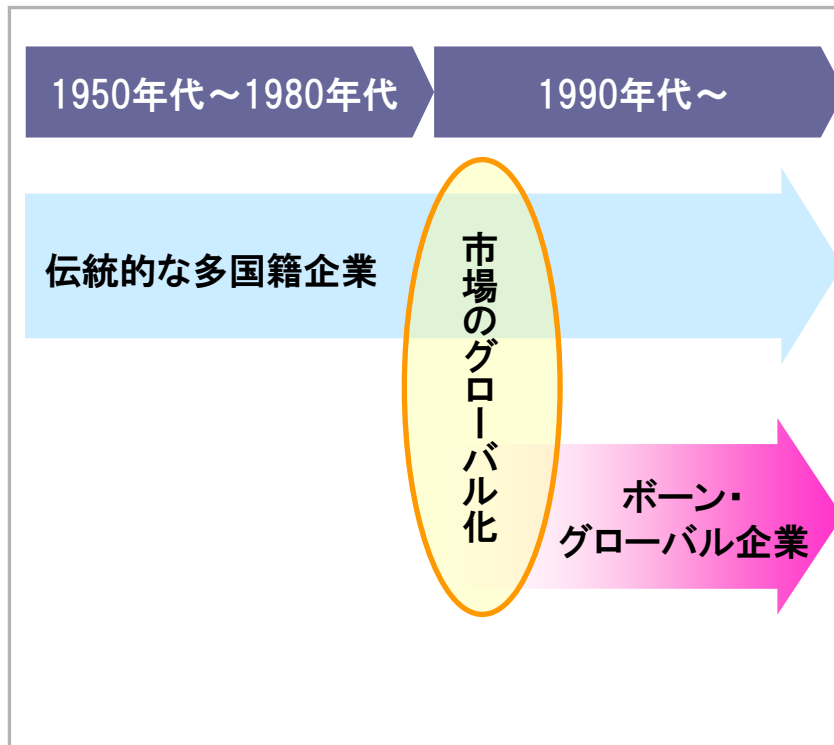 1950年代～1980年代
1990年代～
伝統的な多国籍企業
市場のグローバル化
ボーン・
グローバル企業